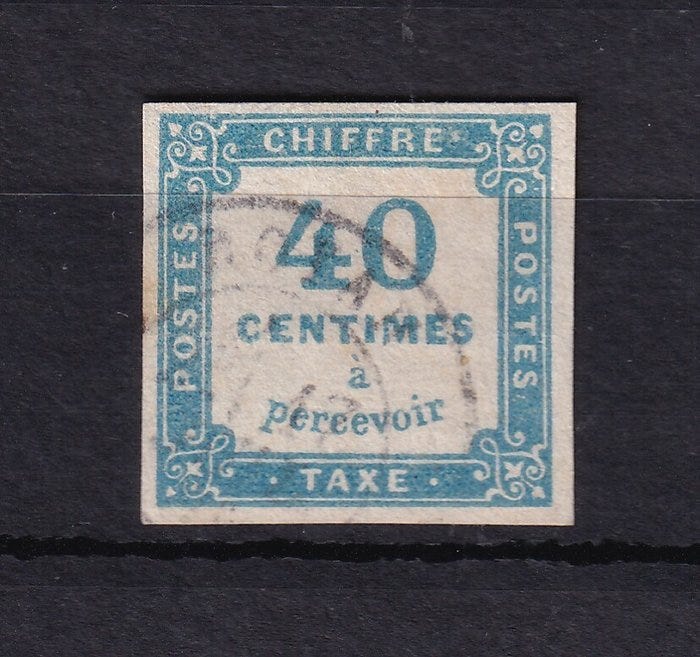 CHIFFRE
POSTES
40
CENTIMES
à
percevoir
POSTES
· TAXE ·